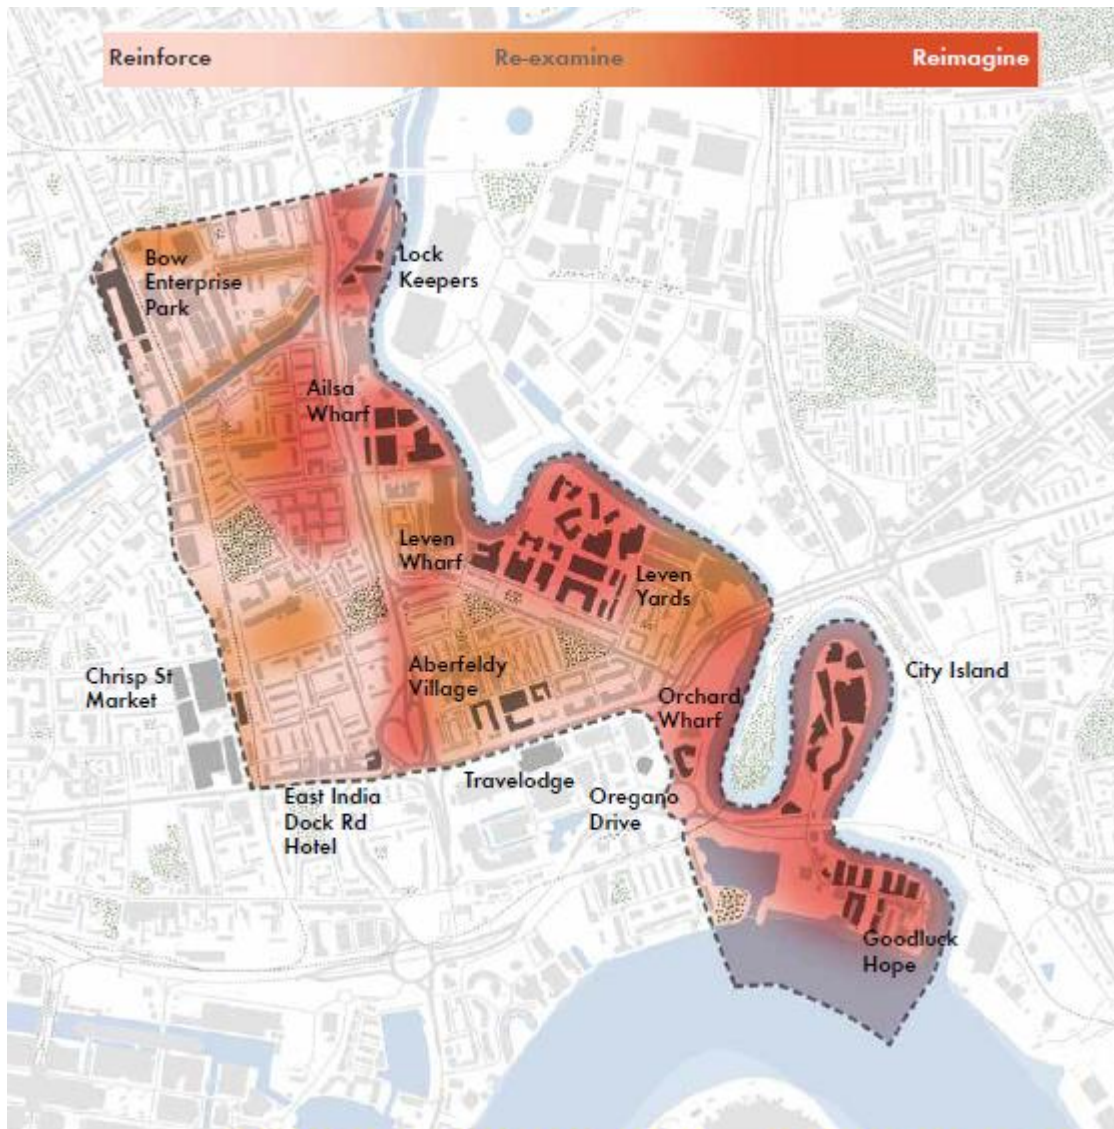 Reinforce
Re-examine
Reimagine
Bow
Enterprise
Park
Lock
Keepers
Ailsa
Wharf
Leven
Wharf
Leven
Yards
Chrisp St
Market
Aberfeldy
Village
Orchard
Wharf
City Island
Travelodge
East India
Dock Rd
Hotel
Oregano
Drive
Goodluck
Hope